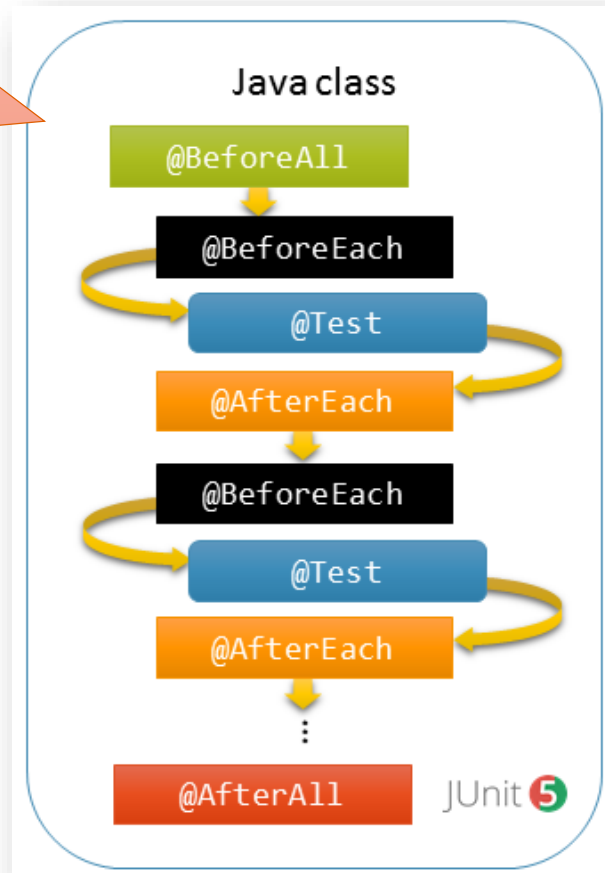 Java class
@BeforeAll
@BeforeEach
@Test
@AfterEach
@BeforeEach
@Test
@AfterEach
...
@AfterAll
JUnit 5